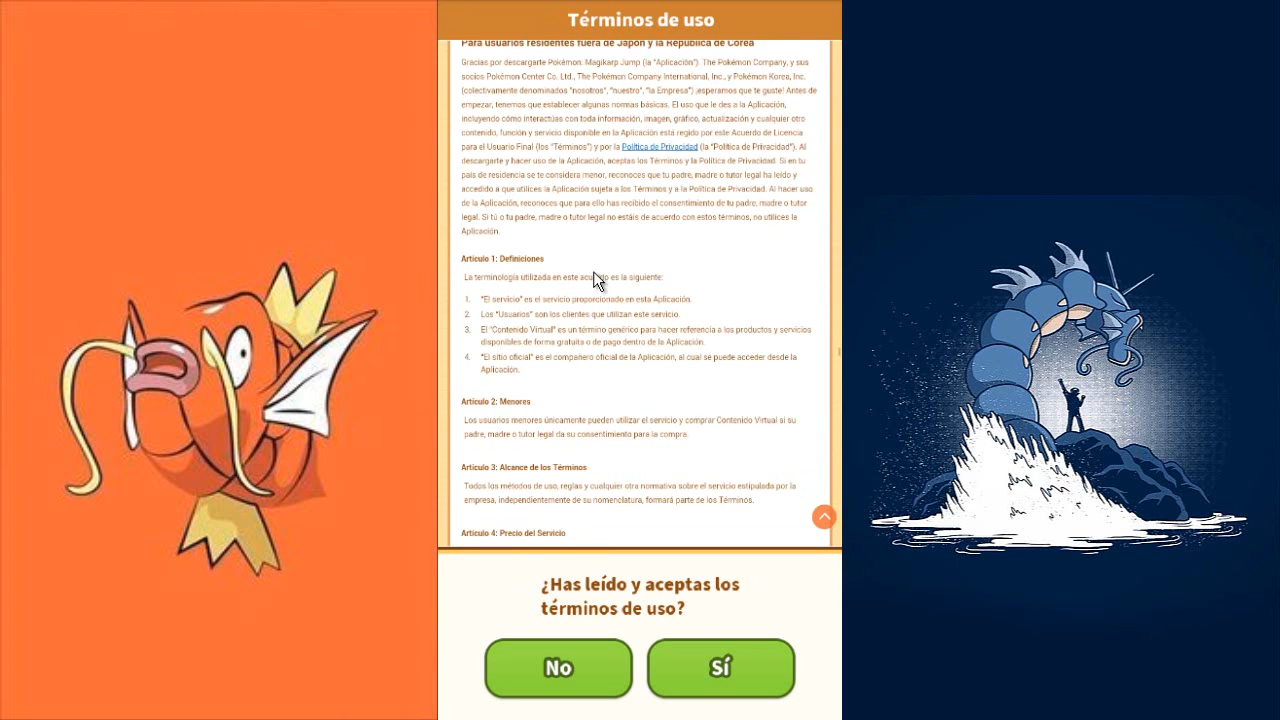 Términos de uso
Para usuarios residentes fuera de Japón y la República de Corea
Gracias por descargarte Pokémon: Magikarp Jump (la "Aplicación"). The Pokémon Company, y sus
socios Pokémon Center Co. Ltd., The Pokémon Company International, Inc., y Pokémon Korea, Inc.
(colectivamente denominados "nosotros", "nuestro", "la Empresa") ¡esperamos que te guste! Antes de
empezar, tenemos que establecer algunas normas básicas. El uso que le des a la Aplicación,
incluyendo cómo interactúas con toda información, imagen, gráfico, actualización y cualquier otro
contenido, función y servicio disponible en la Aplicación está regido por este Acuerdo de Licencia
para el Usuario Final (los "Términos") y por la Política de Privacidad (la "Política de Privacidad"). Al
descargarte y hacer uso de la Aplicación, aceptas los Términos y la Política de Privacidad. Si en tu
país de residencia se te considera menor, reconoces que tu padre, madre o tutor legal ha leído y
accedido a que utilices la Aplicación sujeta a los Términos y a la Política de Privacidad. Al hacer uso
de la Aplicación, reconoces que para ello has recibido el consentimiento de tu padre, madre o tutor
legal. Si tú o tu padre, madre o tutor legal no estáis de acuerdo con estos términos, no utilices la
Aplicación.
Artículo 1: Definiciones
La terminología utilizada en este acuerdo es la siguiente:
1. "El servicio" es el servicio proporcionado en esta Aplicación.
2. Los "Usuarios" son los clientes que utilizan este servicio.
3. El "Contenido Virtual" es un término genérico para hacer referencia a los productos y servicios
disponibles de forma gratuita o de pago dentro de la Aplicación.
4. "El sitio oficial" es el compañero oficial de la Aplicación, al cual se puede acceder desde la
Aplicación.
Artículo 2: Menores
Los usuarios menores únicamente pueden utilizar el servicio y comprar Contenido Virtual si su
padre, madre o tutor legal da su consentimiento para la compra.
Artículo 3: Alcance de los Términos
Todos los métodos de uso, reglas y cualquier otra normativa sobre el servicio estipulada por la
empresa, independientemente de su nomenclatura, formará parte de los Términos.
Artículo 4: Precio del Servicio
¿Has leído y aceptas los
términos de uso?
No
Sí